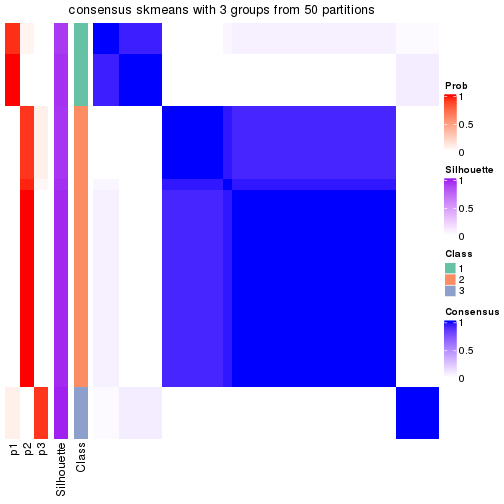 consensus skmeans with 3 groups from 50 partitions
Prob
1
0.5
0
Silhouette
1
0.5
0
Class
1
2
3
Consensus
1
0.5
0
p1
p2
p3
Silhouette
Class